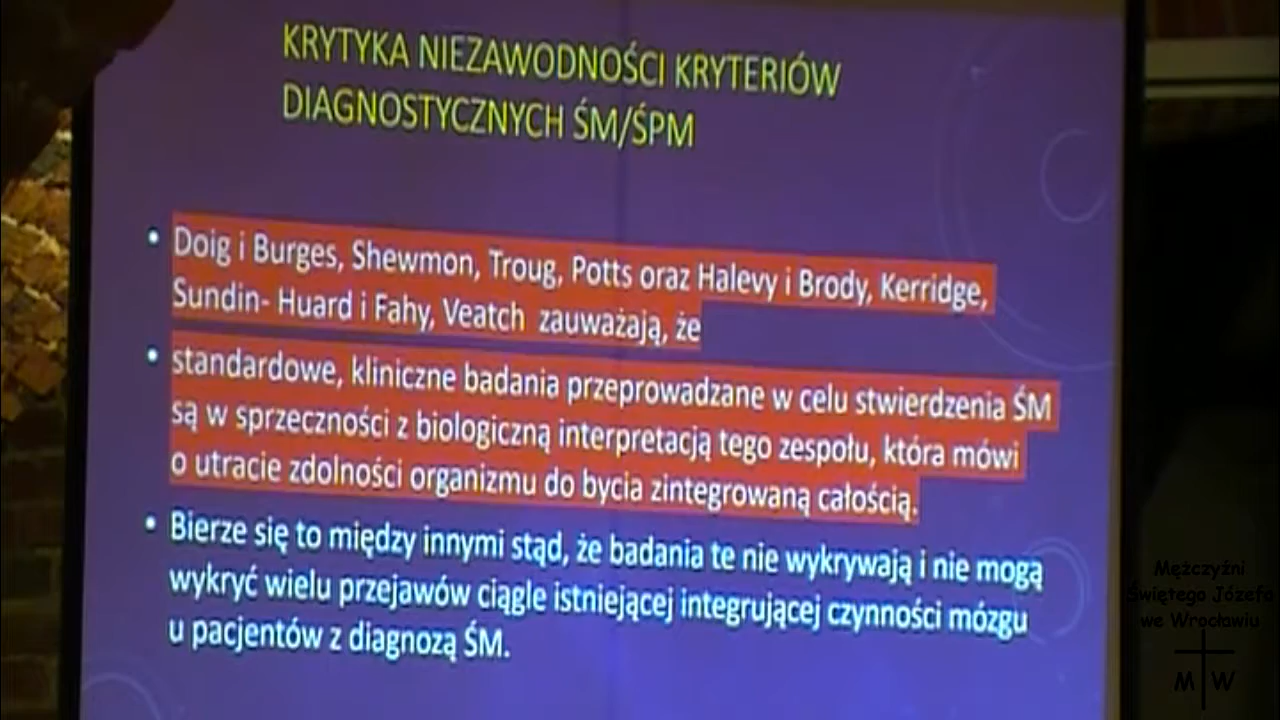 KRYTYKA NIEZAWODNOŚCI KRYTERIÓW
DIAGNOSTYCZNYCH ŚM/ŚPM
• Doig i Burges, Shewmon, Troug, Potts oraz Halevy i Brody, Kerridge,
Sundin- Huard i Fahy, Veatch zauważają, że
• standardowe, kliniczne badania przeprowadzane w celu stwierdzenia ŚM
są w sprzeczności z biologiczną interpretacją tego zespołu, która mówi
o utracie zdolności organizmu do bycia zintegrowaną całością.
• Bierze się to między innymi stąd, że badania te nie wykrywają i nie mogą
wykryć wielu przejawów ciągle istniejącej integrującej czynności mózgu
u pacjentów z diagnozą ŚM.
Mężczyźni
Świętego Józefa
we Wrocławiu
M W